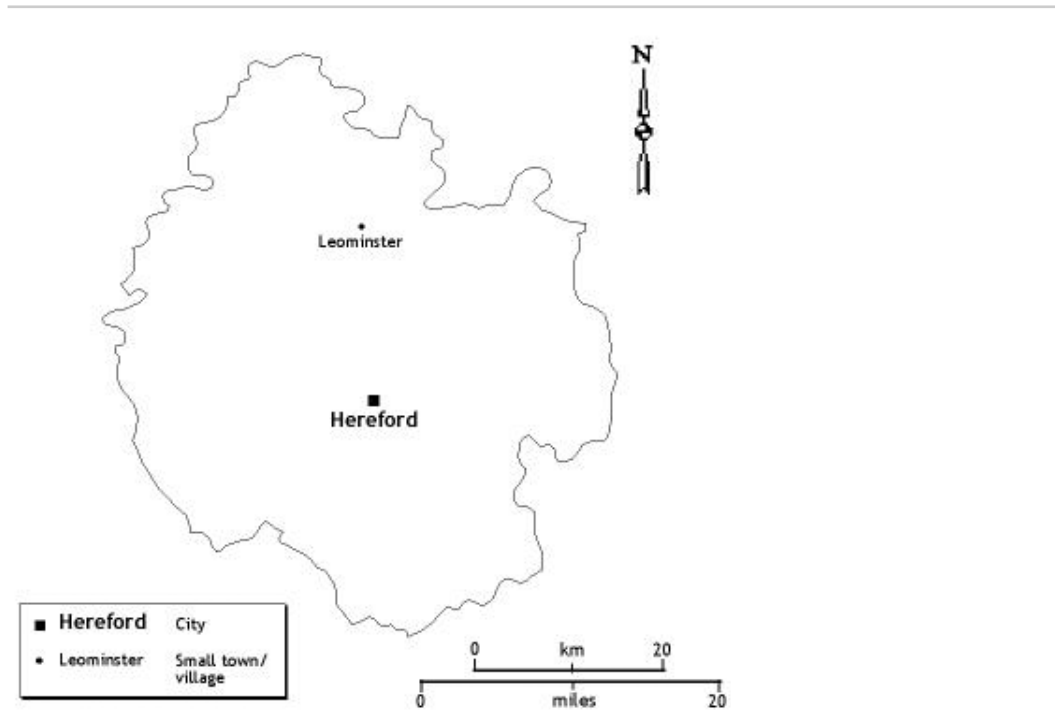 N
Leominster
Hereford
Hereford City
Leominster Small town/
village
0 km 20
0 miles 20